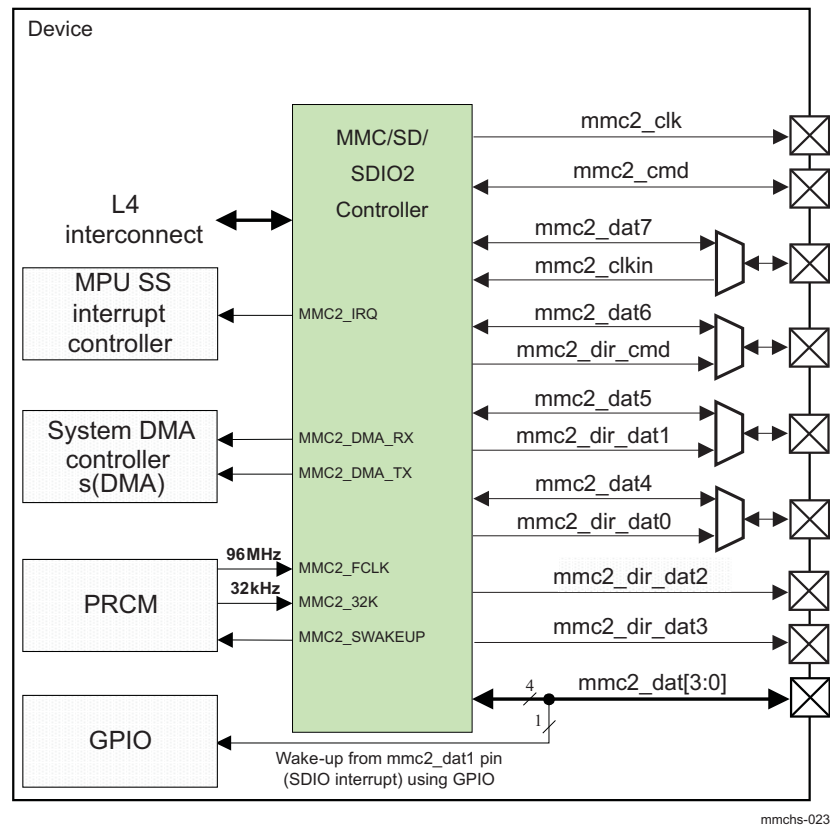 Device
MMC/SD/
SDIO2
Controller
L4
interconnect
MPU SS
interrupt
controller
System DMA
controller
s(DMA)
PRCM
GPIO
96MHz
32kHz
MMC2_IRQ
MMC2_DMA_RX
MMC2_DMA_TX
MMC2_FCLK
MMC2_32K
MMC2_SWAKEUP
mmc2_clk
mmc2_cmd
mmc2_dat7
mmc2_clkin
mmc2_dat6
mmc2_dir_cmd
mmc2_dat5
mmc2_dir_dat1
mmc2_dat4
mmc2_dir_dat0
mmc2_dir_dat2
mmc2_dir_dat3
4
mmc2_dat[3:0]
1
Wake-up from mmc2_dat1 pin
(SDIO interrupt) using GPIO
mmchs-023